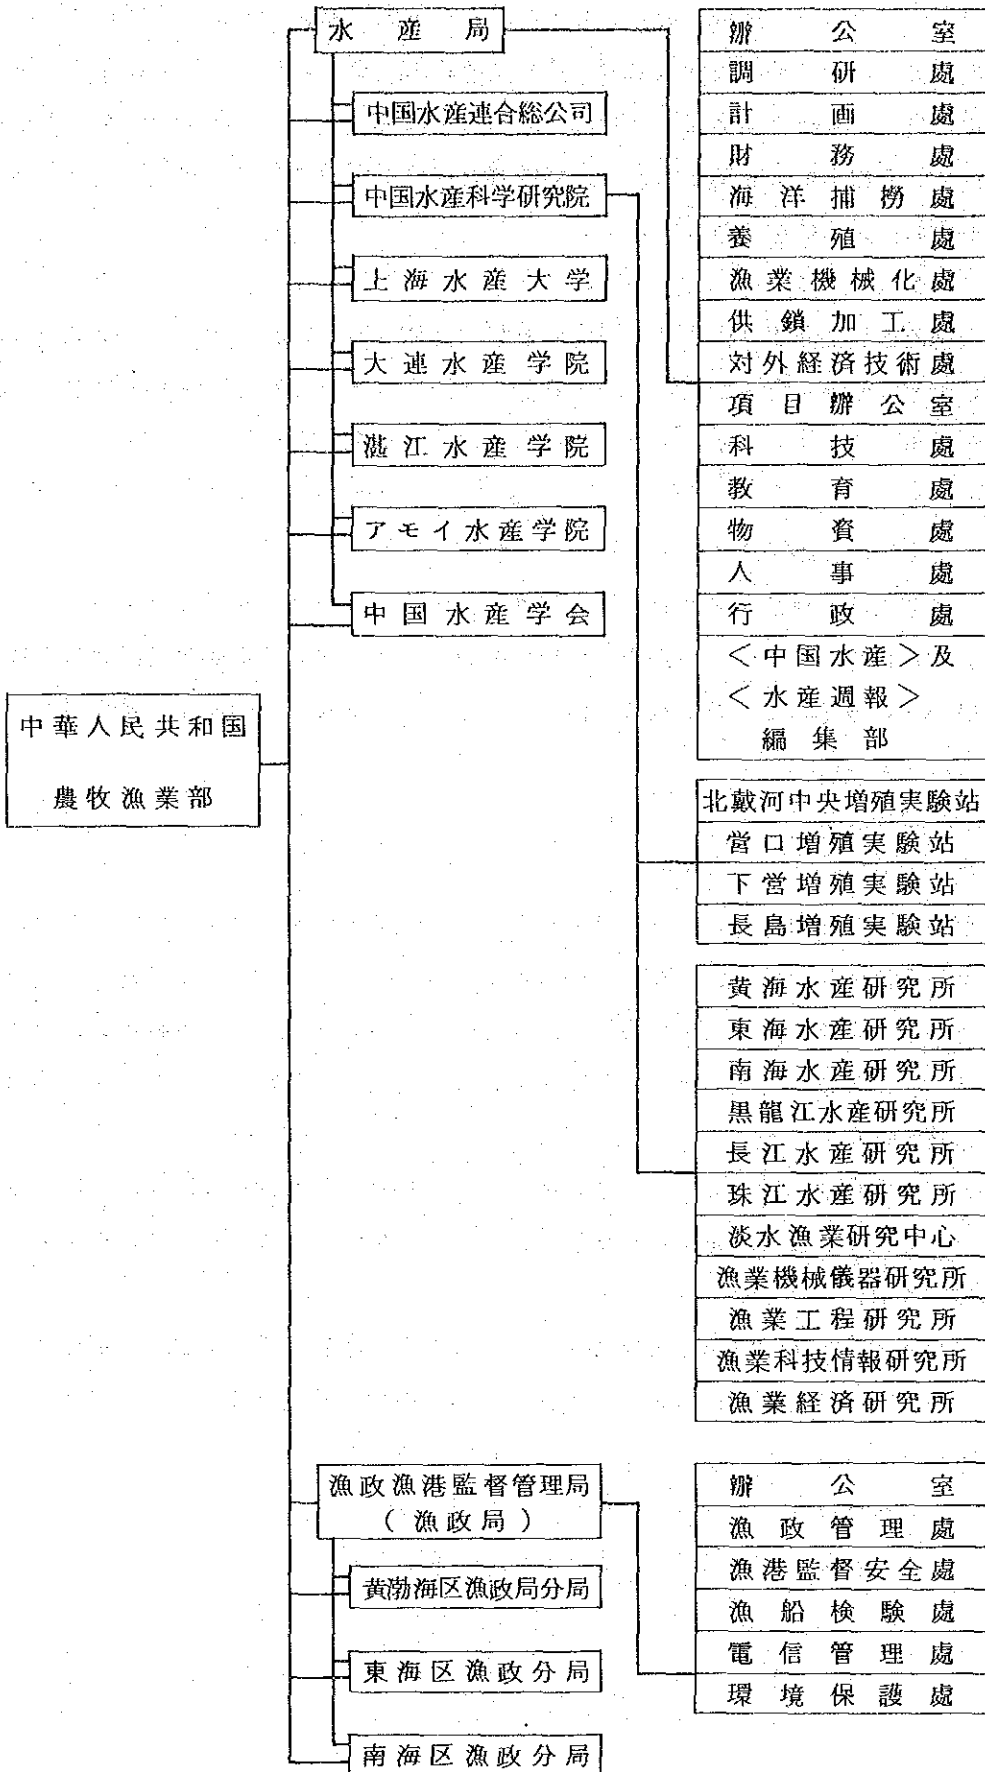 中華人民共和国
農牧漁業部
水産局
中国水産連合総公司
中国水産科学研究院
上海水産大学
大連水産学院
湛江水産学院
アモイ水産学院
中国水産学会
漁政漁港監督管理局
(漁政局)
黄渤海区漁政局分局
東海区漁政分局
南海区漁政分局
辦公室
調研處
計画處
財務處
海洋捕撈處
養殖處
漁業機械化處
供鎖加工處
対外経済技術處
項目辦公室
科技處
教育處
物資處
人事處
行政處
<中国水産>及
<水産週報>
編集部
北戴河中央増殖実験站
営口増殖実験站
下営増殖実験站
長島増殖実験站
黄海水産研究所
東海水産研究所
南海水産研究所
黒龍江水産研究所
長江水産研究所
珠江水産研究所
淡水漁業研究中心
漁業機械儀器研究所
漁業工程研究所
漁業科技情報研究所
漁業経済研究所
辦公室
漁政管理處
漁港監督安全處
漁船検験處
電信管理處
環境保護處